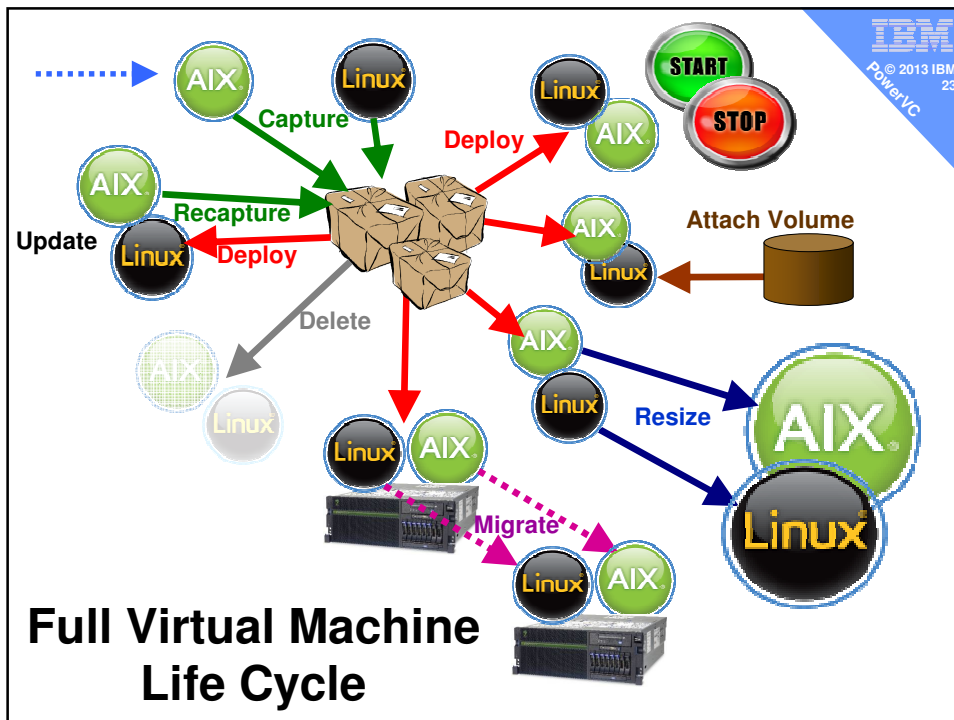 IBM
© 2013 IBM
23
PowerVC
AIX
Linux
START
STOP
Capture
Linux
AIX
Deploy
AIX
Recapture
Update
Linux
Deploy
AIX
Linux
Attach Volume
Delete
AIX
Linux
AIX
Linux
Resize
AIX
Linux
Linux
AIX
Migrate
Linux
AIX
Full Virtual Machine
Life Cycle